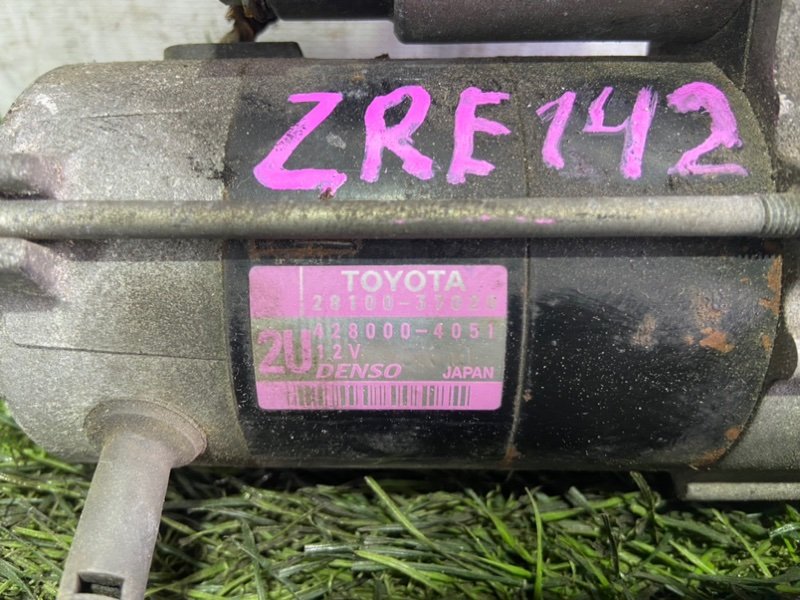 ZRE142
TOYOTA
428000-4051
2U
12V
DENSO JAPAN